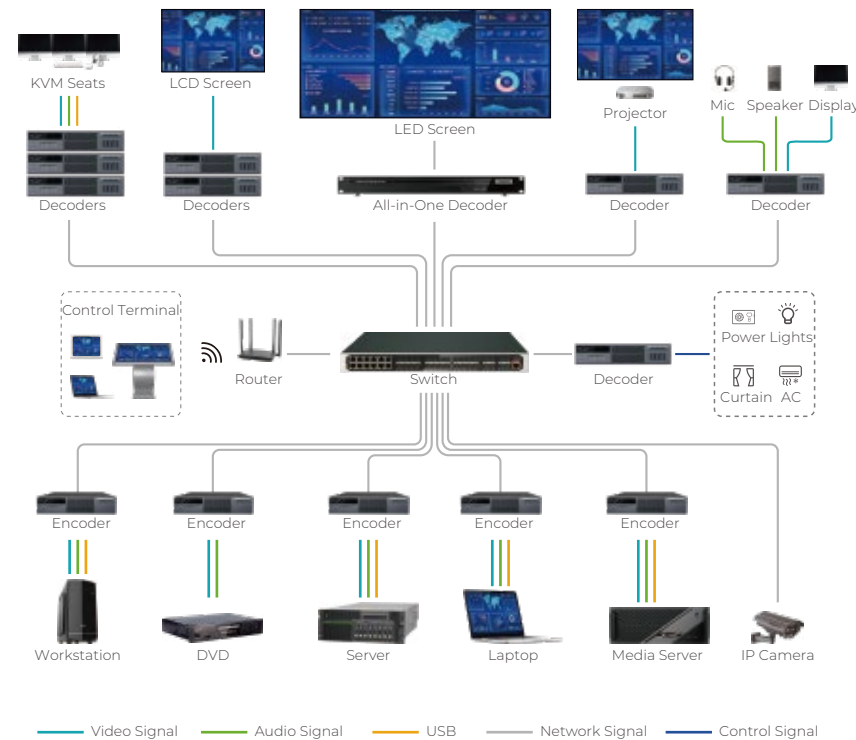 KVM Seats
LCD Screen
LED Screen
Projector
Mic Speaker Display
Decoders
Decoders
All-in-One Decoder
Decoder
Decoder
Control Terminal
Router
Switch
Decoder
Power Lights
Curtain AC
Encoder
Encoder
Encoder
Encoder
Encoder
Workstation
DVD
Server
Laptop
Media Server
IP Camera
Video Signal
Audio Signal
USB
Network Signal
Control Signal